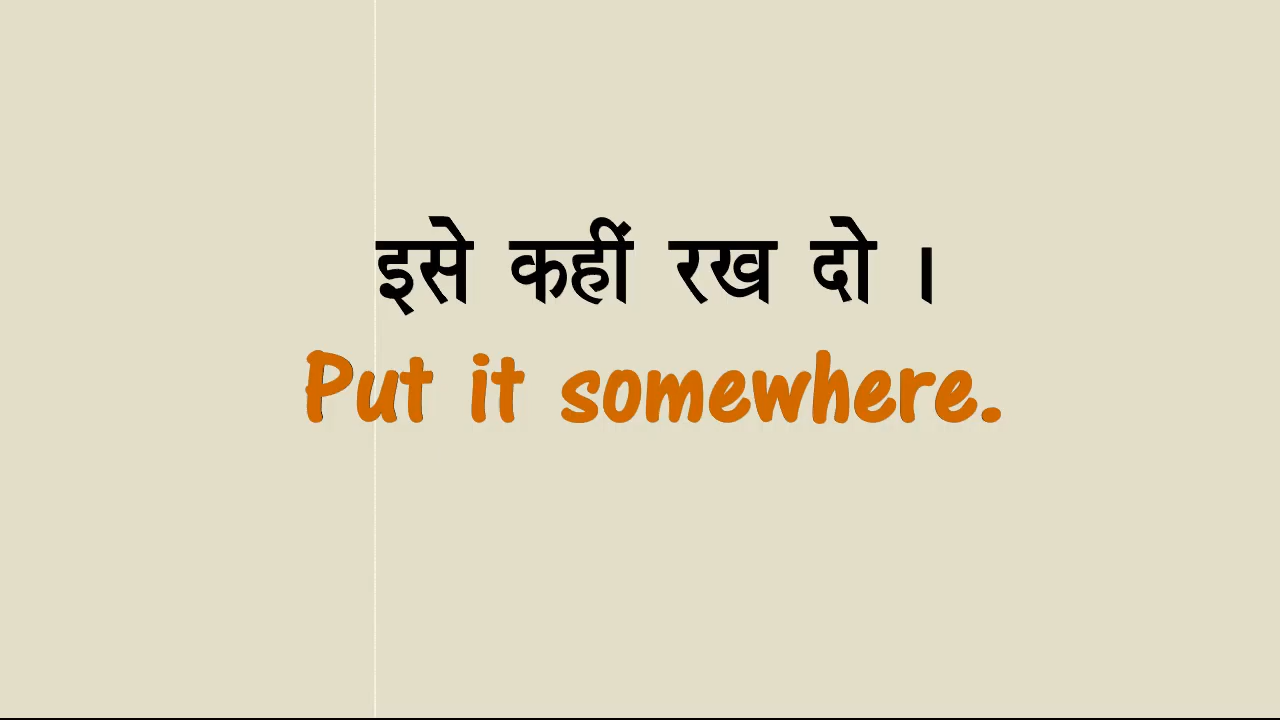 इसे कहीं रख दो ।
Put it somewhere.